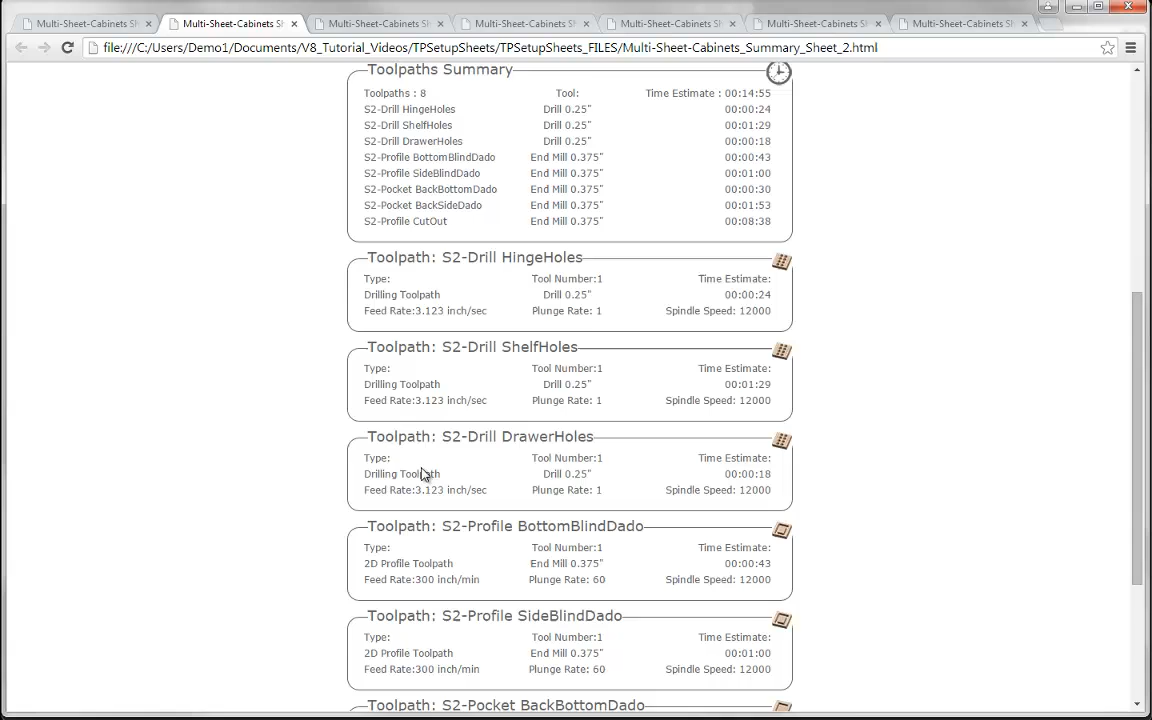 Multi-Sheet-Cabinets Sh
Multi-Sheet-Cabinets Sh
Multi-Sheet-Cabinets Sh
Multi-Sheet-Cabinets Sh
Multi-Sheet-Cabinets Sh
Multi-Sheet-Cabinets Sh
Multi-Sheet-Cabinets Sh
file:///C:/Users/Demo1/Documents/V8_Tutorial_Videos/TPSetupSheets/TPSetupSheets_FILES/Multi-Sheet-Cabinets_Summary_Sheet_2.html
Toolpaths Summary
Toolpaths : 8 Tool: Time Estimate : 00:14:55
S2-Drill HingeHoles Drill 0.25" 00:00:24
S2-Drill ShelfHoles Drill 0.25" 00:01:29
S2-Drill DrawerHoles Drill 0.25" 00:00:18
S2-Profile BottomBlindDado End Mill 0.375" 00:00:43
S2-Profile SideBlindDado End Mill 0.375" 00:01:00
S2-Pocket BackBottomDado End Mill 0.375" 00:00:30
S2-Pocket BackSideDado End Mill 0.375" 00:01:53
S2-Profile CutOut End Mill 0.375" 00:08:38
Toolpath: S2-Drill HingeHoles
Type: Tool Number:1 Time Estimate:
Drilling Toolpath Drill 0.25" 00:00:24
Feed Rate:3.123 inch/sec Plunge Rate: 1 Spindle Speed: 12000
Toolpath: S2-Drill ShelfHoles
Type: Tool Number:1 Time Estimate:
Drilling Toolpath Drill 0.25" 00:01:29
Feed Rate:3.123 inch/sec Plunge Rate: 1 Spindle Speed: 12000
Toolpath: S2-Drill DrawerHoles
Type: Tool Number:1 Time Estimate:
Drilling Toolpath Drill 0.25" 00:00:18
Feed Rate:3.123 inch/sec Plunge Rate: 1 Spindle Speed: 12000
Toolpath: S2-Profile BottomBlindDado
Type: Tool Number:1 Time Estimate:
2D Profile Toolpath End Mill 0.375" 00:00:43
Feed Rate:300 inch/min Plunge Rate: 60 Spindle Speed: 12000
Toolpath: S2-Profile SideBlindDado
Type: Tool Number:1 Time Estimate:
2D Profile Toolpath End Mill 0.375" 00:01:00
Feed Rate:300 inch/min Plunge Rate: 60 Spindle Speed: 12000
Toolpath: S2-Pocket BackBottomDado